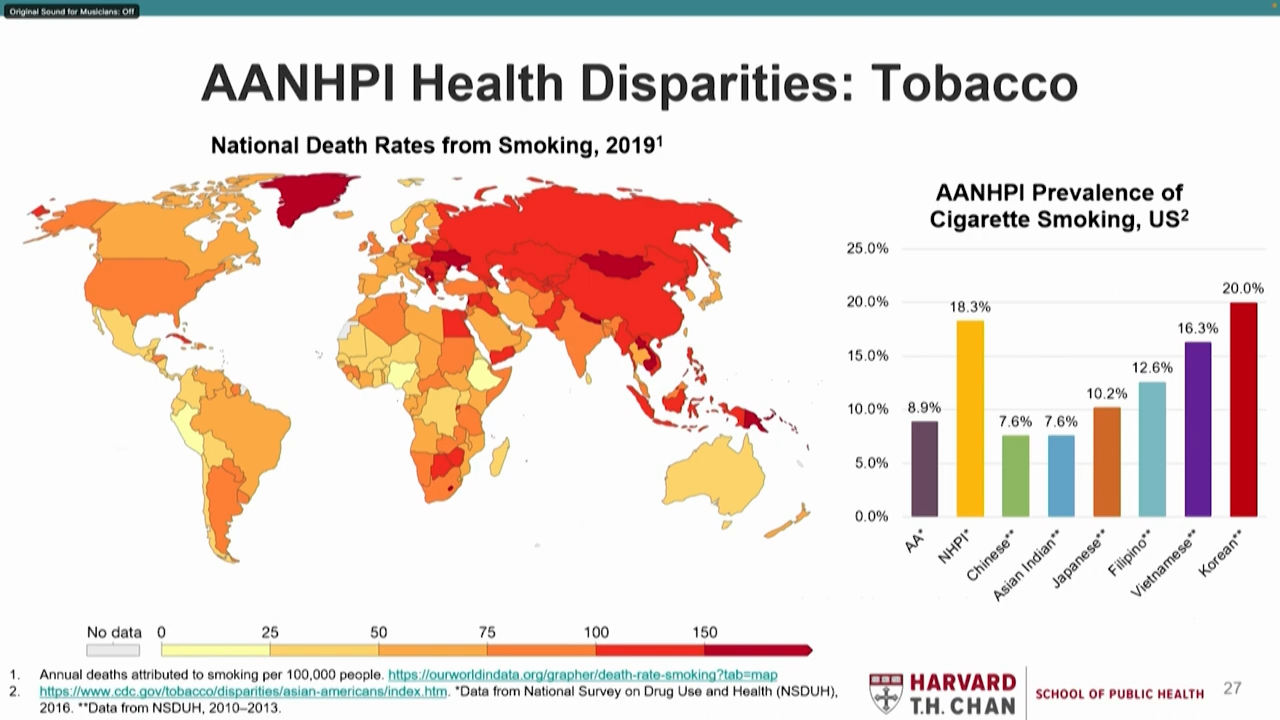 Original Sound for Musicians: Off
AANHPI Health Disparities: Tobacco
National Death Rates from Smoking, 2019¹
AANHPI Prevalence of
Cigarette Smoking, US²
25.0%
20.0%
15.0%
10.0%
5.0%
0.0%
8.9%
18.3%
7.6%
7.6%
10.2%
12.6%
16.3%
20.0%
AA*
NHPI*
Chinese**
Asian Indian**
Japanese**
Filipino**
Vietnamese**
Korean**
No data 0 25 50 75 100 150
1. Annual deaths attributed to smoking per 100,000 people. https://ourworldindata.org/grapher/death-rate-smoking?tab=map
2. https://www.cdc.gov/tobacco/disparities/asian-americans/index.htm. *Data from National Survey on Drug Use and Health (NSDUH),
2016. **Data from NSDUH, 2010–2013.
HARVARD
T.H. CHAN
SCHOOL OF PUBLIC HEALTH
27